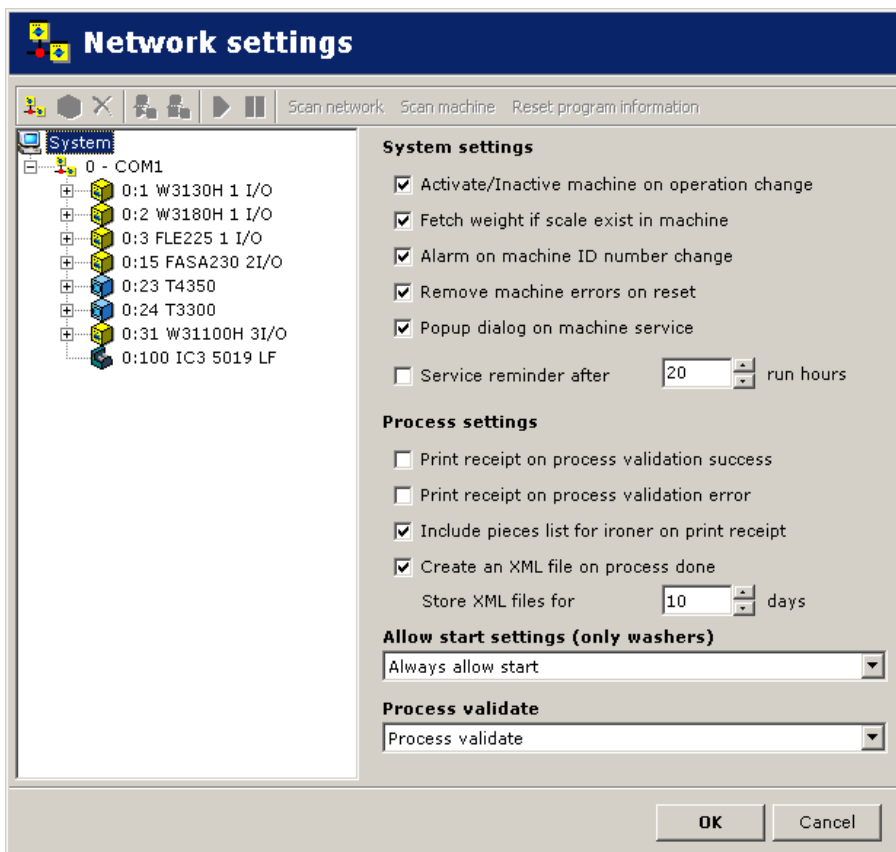 Network settings
Scan network Scan machine Reset program information
System
0 - COM1
0:1 W3130H 1 I/O
0:2 W3180H 1 I/O
0:3 FLE225 1 I/O
0:15 FASA230 2I/O
0:23 T4350
0:24 T3300
0:31 W31100H 3I/O
0:100 IC3 5019 LF
System settings
Activate/Inactive machine on operation change
Fetch weight if scale exist in machine
Alarm on machine ID number change
Remove machine errors on reset
Popup dialog on machine service
Service reminder after 20 run hours
Process settings
Print receipt on process validation success
Print receipt on process validation error
Include pieces list for ironer on print receipt
Create an XML file on process done
Store XML files for 10 days
Allow start settings (only washers)
Always allow start
Process validate
Process validate
OK Cancel